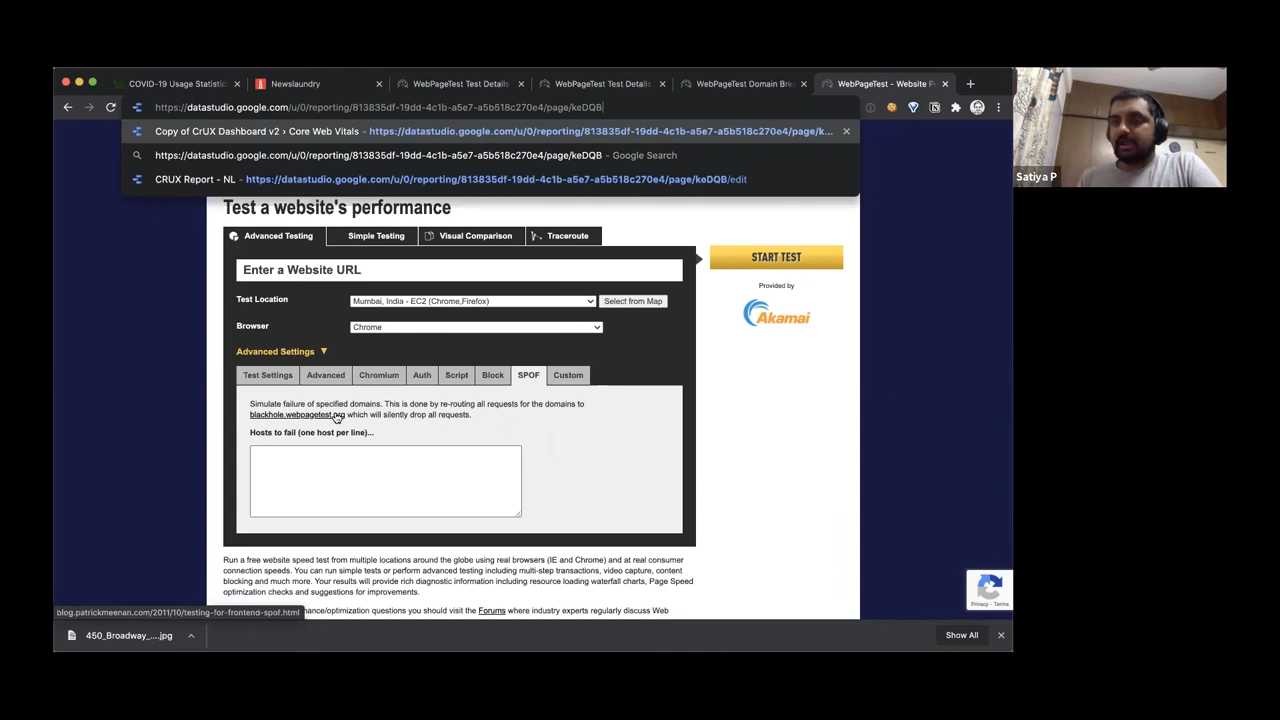 COVID-19 Usage Statistic
Newslaundry
WebPageTest Test Details
WebPageTest Test Details
WebPageTest Domain Bre
WebPageTest - Website P
https://datastudio.google.com/u/0/reporting/813835df-19dd-4c1b-a5e7-a5b518c270e4/page/keDQB
Copy of CrUX Dashboard v2 › Core Web Vitals - https://datastudio.google.com/u/0/reporting/813835df-19dd-4c1b-a5e7-a5b518c270e4/page/k...
https://datastudio.google.com/u/0/reporting/813835df-19dd-4c1b-a5e7-a5b518c270e4/page/keDQB - Google Search
CRUX Report - NL - https://datastudio.google.com/u/0/reporting/813835df-19dd-4c1b-a5e7-a5b518c270e4/page/keDQB/edit
Satiya P
Test a website's performance
Advanced Testing
Simple Testing
Visual Comparison
Traceroute
START TEST
Enter a Website URL
Provided by
Akamai
Test Location
Mumbai, India - EC2 (Chrome,Firefox)
Select from Map
Browser
Chrome
Advanced Settings ▼
Test Settings
Advanced
Chromium
Auth
Script
Block
SPOF
Custom
Simulate failure of specified domains. This is done by re-routing all requests for the domains to
blackhole.webpagetest.org which will silently drop all requests.
Hosts to fail (one host per line)...
Run a free website speed test from multiple locations around the globe using real browsers (IE and Chrome) and at real consumer
connection speeds. You can run simple tests or perform advanced testing including multi-step transactions, video capture, content
blocking and much more. Your results will provide rich diagnostic information including resource loading waterfall charts, Page Speed
optimization checks and suggestions for improvements.
ance/optimization questions you should visit the Forums where industry experts regularly discuss Web
Privacy - Terms
blog.patrickmeenan.com/2011/10/testing-for-frontend-spof.html
450_Broadway_....jpg
Show All